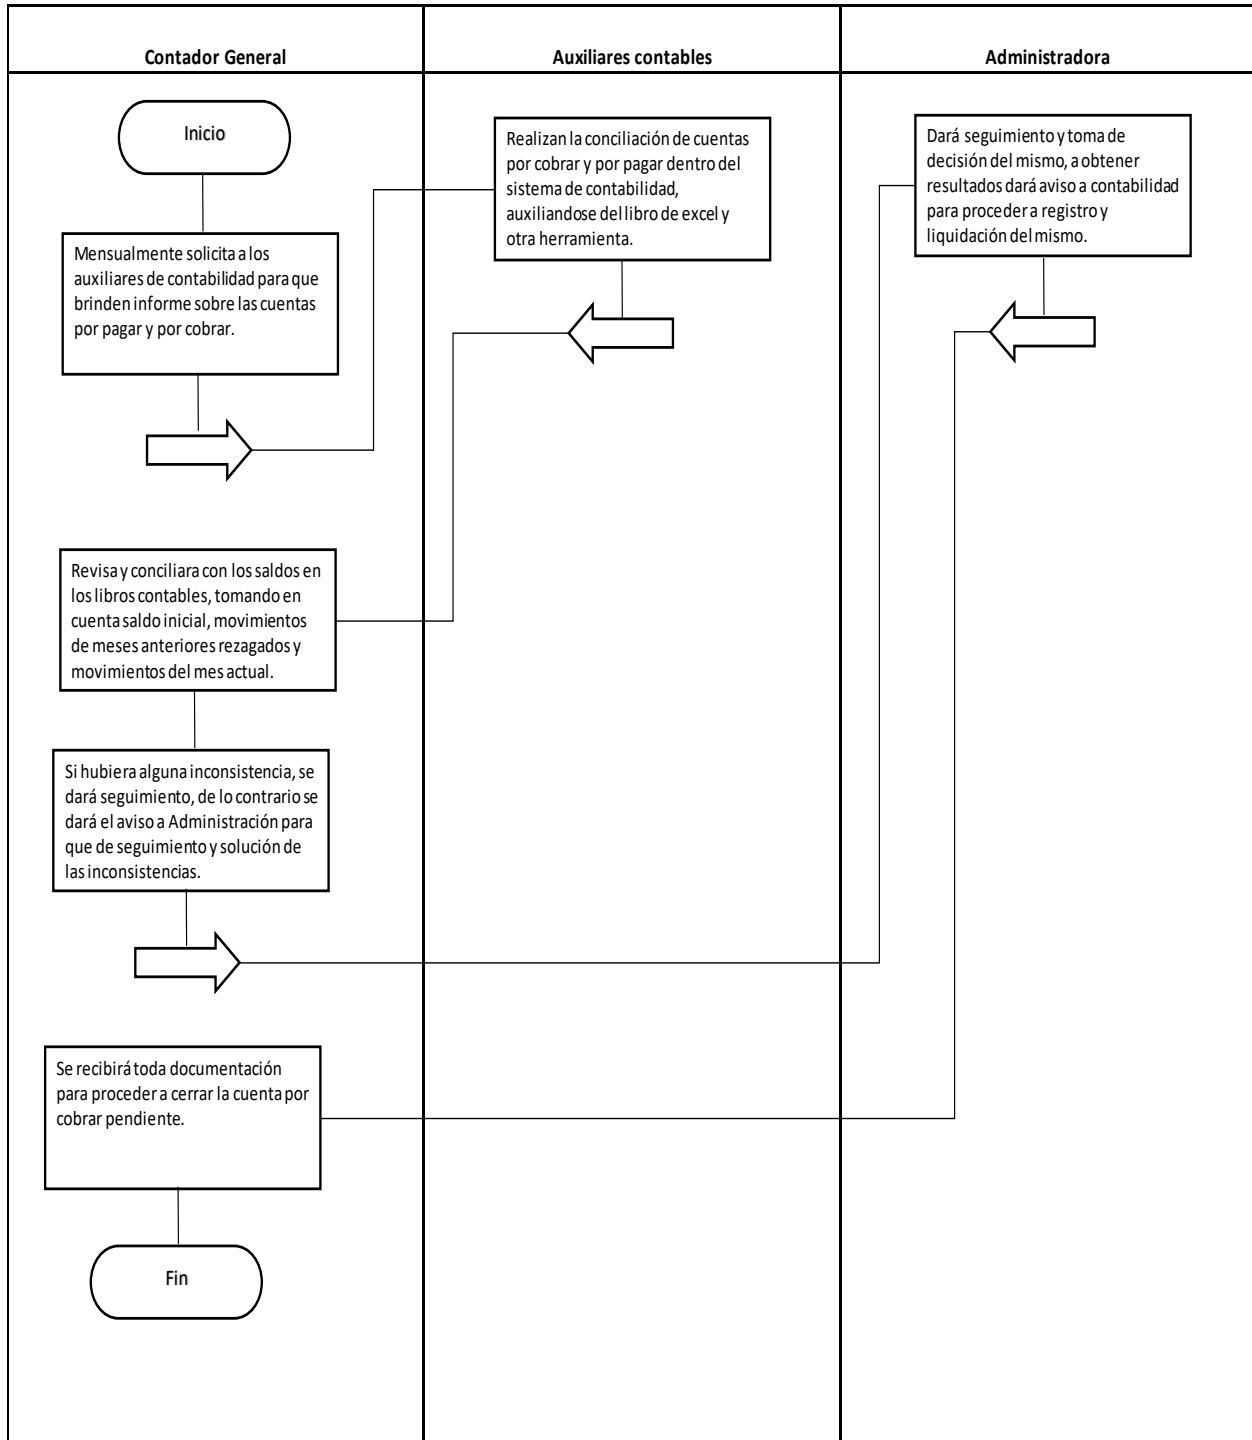 Contador General
Auxiliares contables
Administradora
Inicio
Mensualmente solicita a los
auxiliares de contabilidad para que
brinden informe sobre las cuentas
por pagar y por cobrar.
Realizan la conciliación de cuentas
por cobrar y por pagar dentro del
sistema de contabilidad,
auxiliandose del libro de excel y
otra herramienta.
Dará seguimiento y toma de
decisión del mismo, a obtener
resultados dará aviso a contabilidad
para proceder a registro y
liquidación del mismo.
Revisa y conciliara con los saldos en
los libros contables, tomando en
cuenta saldo inicial, movimientos
de meses anteriores rezagados y
movimientos del mes actual.
Si hubiera alguna inconsistencia, se
dará seguimiento, de lo contrario se
dará el aviso a Administración para
que de seguimiento y solución de
las inconsistencias.
Se recibirá toda documentación
para proceder a cerrar la cuenta por
cobrar pendiente.
Fin